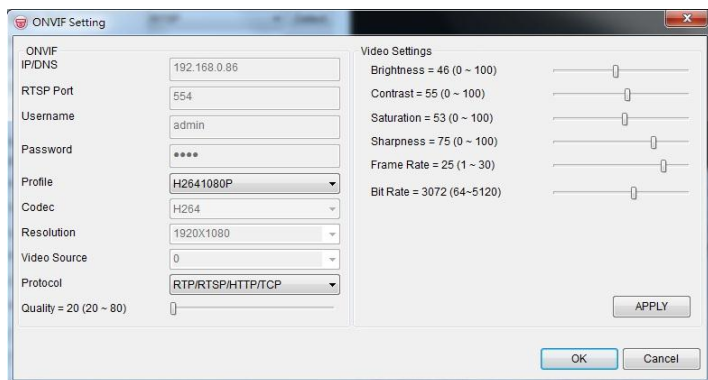 ONVIF Setting
ONVIF
IP/DNS
192.168.0.86
RTSP Port
554
Username
admin
Password
••••
Profile
H2641080P
Codec
H264
Resolution
1920X1080
Video Source
0
Protocol
RTP/RTSP/HTTP/TCP
Quality = 20 (20 ~ 80)
Video Settings
Brightness = 46 (0 ~ 100)
Contrast = 55 (0 ~ 100)
Saturation = 53 (0 ~ 100)
Sharpness = 75 (0 ~ 100)
Frame Rate = 25 (1 ~ 30)
Bit Rate = 3072 (64~5120)
APPLY
OK
Cancel